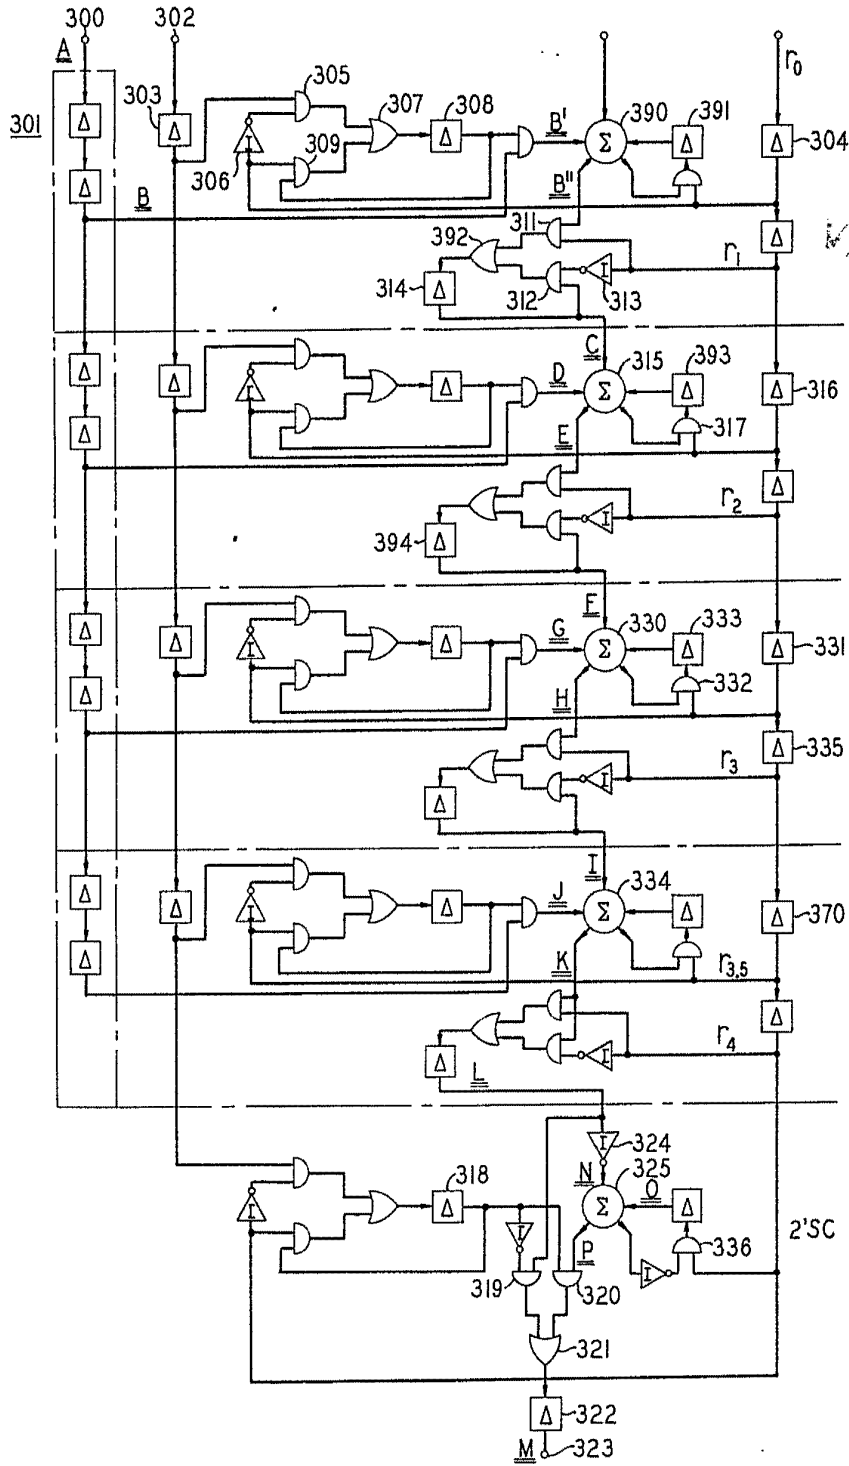 300 302
A r0
301 303 Δ Δ 305 307 308 Δ B' 390 Σ 391 Δ Δ 304
306 I 309
Δ B B"
392 311 Δ
r1
314 Δ 312 I 313
C
Δ Δ I Δ D 315 Σ 393 Δ Δ 316
317
Δ E
Δ
r2
394 Δ I
F
Δ Δ I Δ G 330 Σ 333 Δ Δ 331
332
Δ H
Δ 335
r3
Δ I
I
Δ Δ I Δ J 334 Σ Δ Δ 370
Δ K r3,5
Δ
r4
Δ I
L
I 324
318 N 325
I Δ Σ O Δ
2'SC
I P I 336
319 320
321
Δ 322
M 323